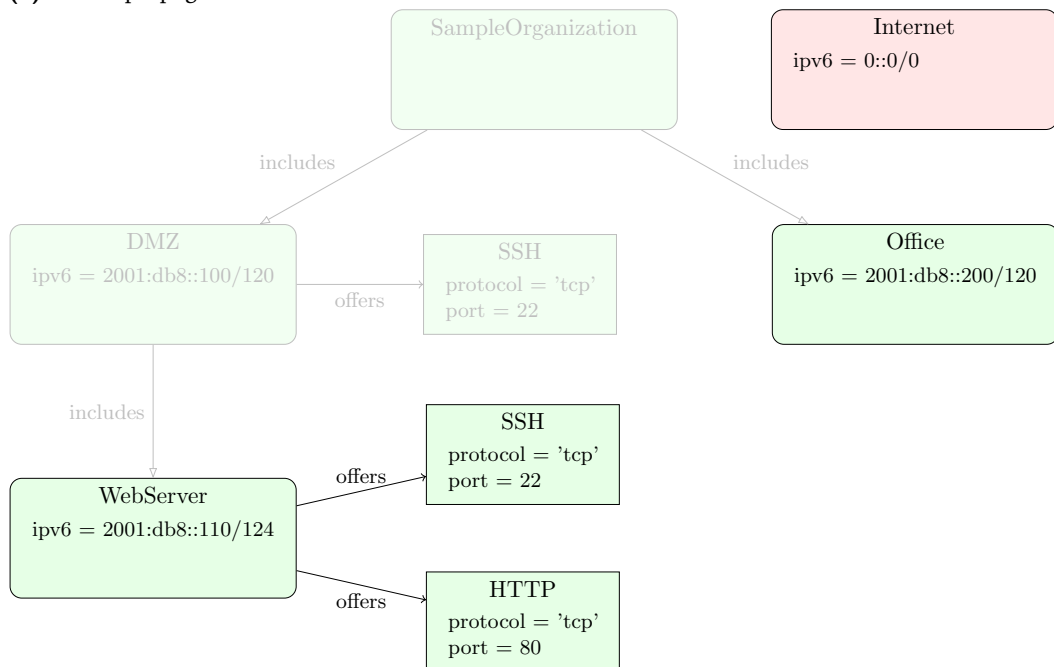 SampleOrganization
Internet
ipv6 = 0::0/0
includes
includes
DMZ
ipv6 = 2001:db8::100/120
offers
SSH
protocol = 'tcp'
port = 22
Office
ipv6 = 2001:db8::200/120
includes
WebServer
ipv6 = 2001:db8::110/124
offers
SSH
protocol = 'tcp'
port = 22
offers
HTTP
protocol = 'tcp'
port = 80